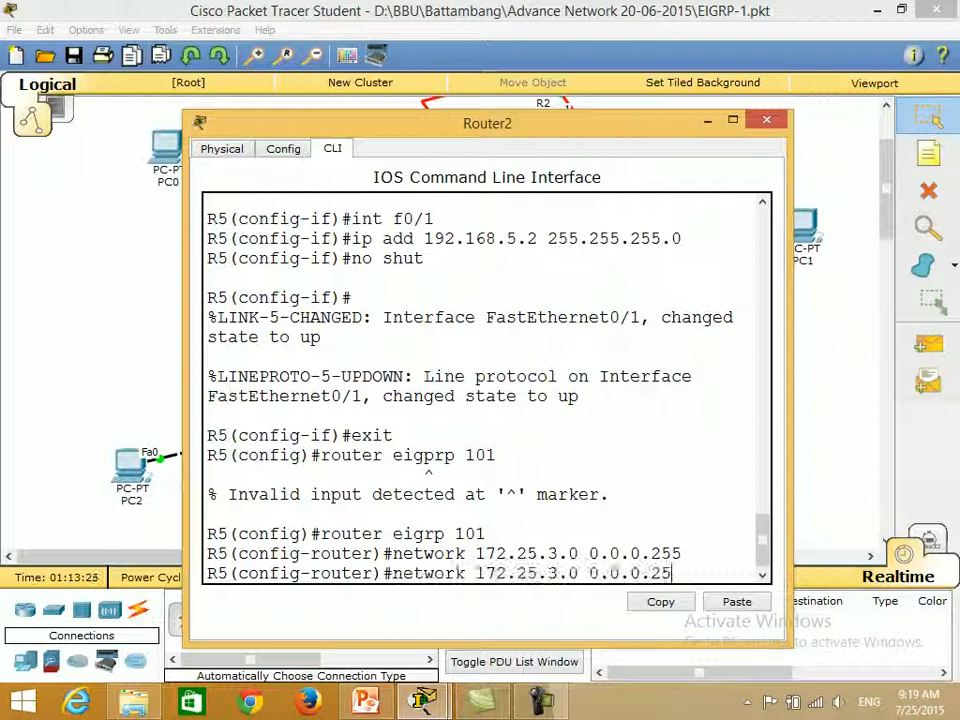 Cisco Packet Tracer Student - D:\BBU\Battambang\Advance Network 20-06-2015\EIGRP-1.pkt
File Edit Options View Tools Extensions Help
Logical [Root] New Cluster Move Object Set Tiled Background Viewport
R2
PC-PT
PC0
Router2
Physical Config CLI
IOS Command Line Interface
R5(config-if)#int f0/1
R5(config-if)#ip add 192.168.5.2 255.255.255.0
R5(config-if)#no shut
R5(config-if)#
%LINK-5-CHANGED: Interface FastEthernet0/1, changed
state to up
%LINEPROTO-5-UPDOWN: Line protocol on Interface
FastEthernet0/1, changed state to up
R5(config-if)#exit
R5(config)#router eigprp 101
^
% Invalid input detected at '^' marker.
R5(config)#router eigrp 101
R5(config-router)#network 172.25.3.0 0.0.0.255
R5(config-router)#network 172.25.3.0 0.0.0.25
Copy Paste
PC1
Fa0
PC-PT
PC2
Time: 01:13:25 Power Cycl
Realtime
Connections
Automatically Choose Connection Type
Toggle PDU List Window
estination Type Color
Activate Windows
activate Windows.
ENG
9:19 AM
7/25/2015